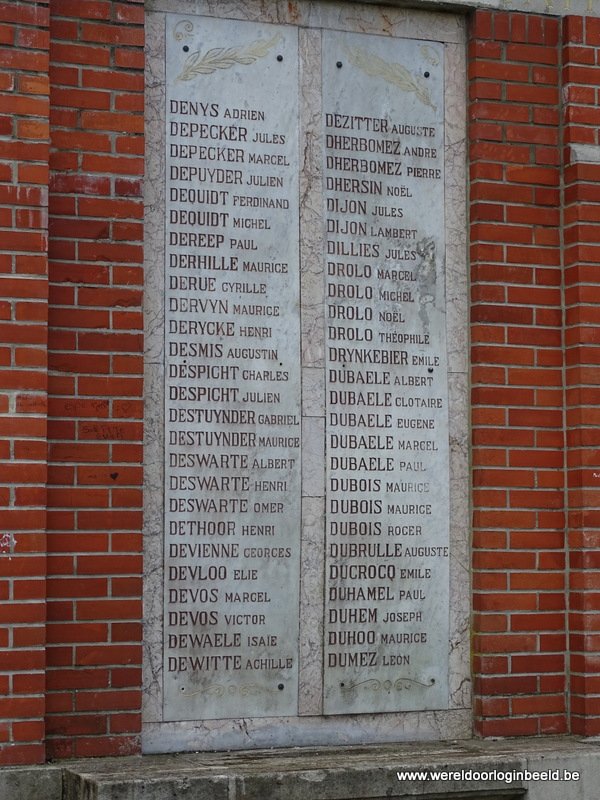 DENYS ADRIEN
DEPECKER JULES
DEPECKER MARCEL
DEPUYDER JULIEN
DEQUIDT FERDINAND
DEQUIDT MICHEL
DEREEP PAUL
DERHILLE MAURICE
DERUE CYRILLE
DERVYN MAURICE
DERYCKE HENRI
DESMIS AUGUSTIN
DESPICHT CHARLES
DESPICHT JULIEN
DESTUYNDER GABRIEL
DESTUYNDER MAURICE
DESWARTE ALBERT
DESWARTE HENRI
DESWARTE OMER
DETHOOR HENRI
DEVIENNE GEORGES
DEVLOO ELIE
DEVOS MARCEL
DEVOS VICTOR
DEWAELE ISAIE
DEWITTE ACHILLE
DEZITTER AUGUSTE
DHERBOMEZ ANDRE
DHERBOMEZ PIERRE
DHERSIN NOËL
DIJON JULES
DIJON LAMBERT
DILLIES JULES
DROLO MARCEL
DROLO MICHEL
DROLO NOËL
DROLO THÉOPHILE
DRYNKEBIER EMILE
DUBAELE ALBERT
DUBAELE CLOTAIRE
DUBAELE EUGENE
DUBAELE MARCEL
DUBAELE PAUL
DUBOIS MAURICE
DUBOIS MAURICE
DUBOIS ROGER
DUBRULLE AUGUSTE
DUCROCQ EMILE
DUHAMEL PAUL
DUHEM JOSEPH
DUHOO MAURICE
DUMEZ LEON
www.wereldoorloginbeeld.be